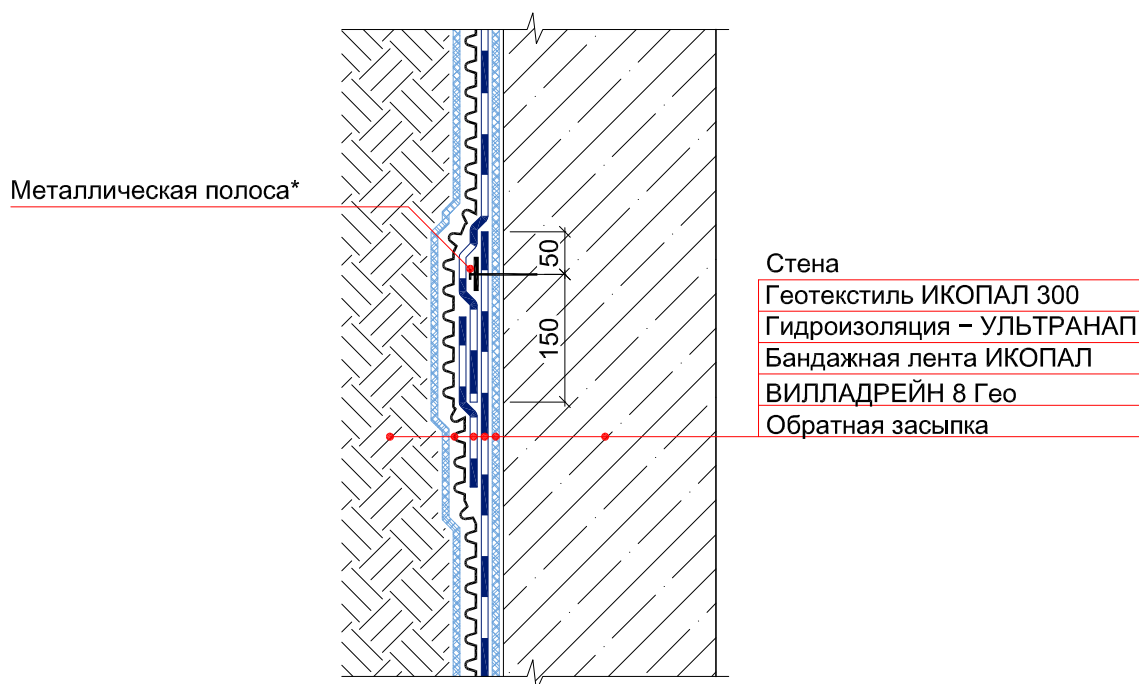 Металлическая полоса*
50
150
Стена
Геотекстиль ИКОПАЛ 300
Гидроизоляция – УЛЬТРАНАП
Бандажная лента ИКОПАЛ
ВИЛЛАДРЕЙН 8 Гео
Обратная засыпка